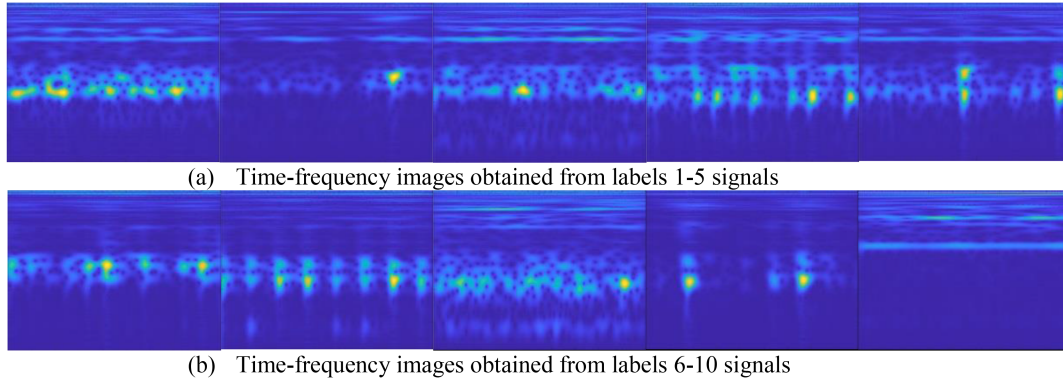 (a) Time-frequency images obtained from labels 1-5 signals
(b) Time-frequency images obtained from labels 6-10 signals